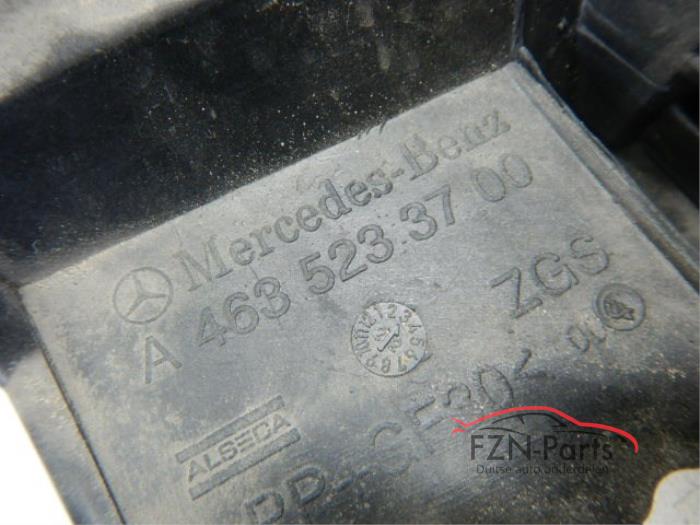 Mercedes-Benz
A 463 523 37 00
ZGS
ALSECA
FZN-Parts
Duitse auto onderdelen